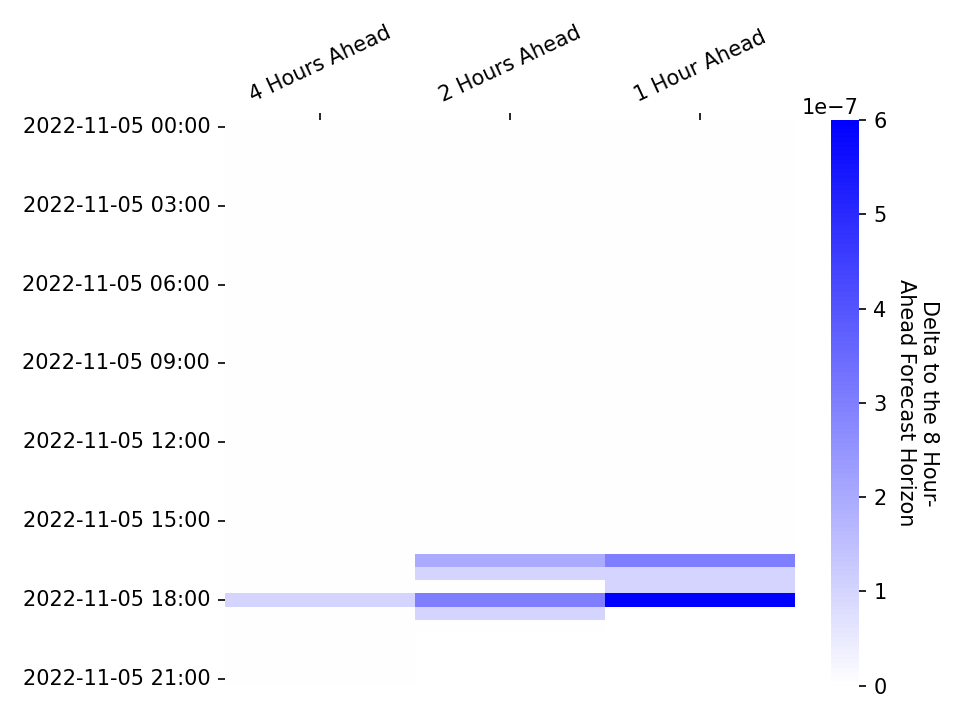 4 Hours Ahead
2 Hours Ahead
1 Hour Ahead
1e−7
2022-11-05 00:00
2022-11-05 03:00
2022-11-05 06:00
2022-11-05 09:00
2022-11-05 12:00
2022-11-05 15:00
2022-11-05 18:00
2022-11-05 21:00
6
5
4
3
2
1
0
Delta to the 8 Hour-
Ahead Forecast Horizon